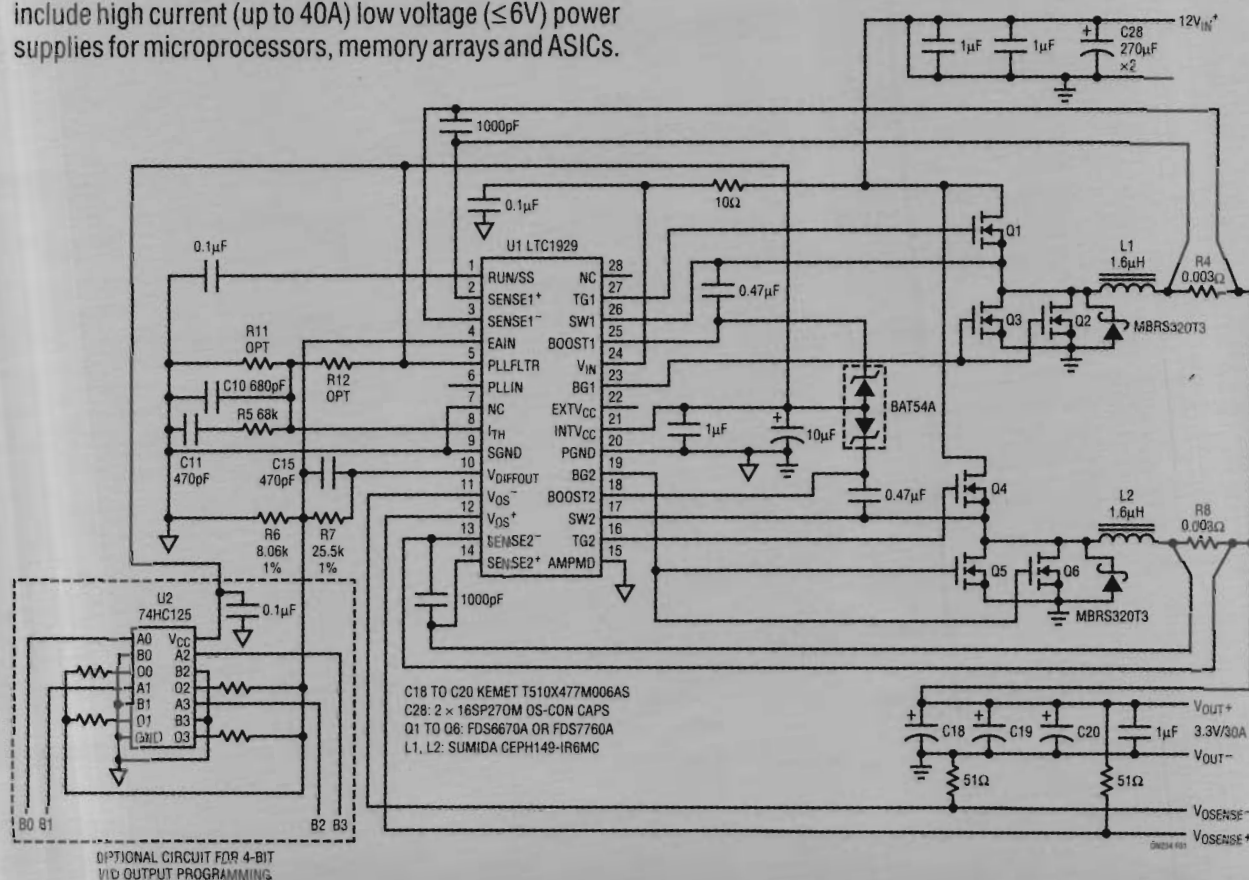 include high current (up to 40A) low voltage (≤6V) power
supplies for microprocessors, memory arrays and ASICs.
12VIN+
1µF
1µF
+
C28
270µF
×2
1000pF
0.1µF
10Ω
0.1µF
U1 LTC1929
1
RUN/SS
2
SENSE1+
3
SENSE1−
4
EAIN
5
PLLFLTR
6
PLLIN
7
NC
8
ITH
9
SGND
10
VDIFFOUT
11
VOS−
12
VOS+
13
SENSE2−
14
SENSE2+
28
NC
27
TG1
26
SW1
25
BOOST1
24
VIN
23
BG1
22
EXTVCC
21
INTVCC
20
PGND
19
BG2
18
BOOST2
17
SW2
16
TG2
15
AMPMD
R11
OPT
R12
OPT
C10 680pF
R5 68k
C11
470pF
C15
470pF
R6
8.06k
1%
R7
25.5k
1%
0.47µF
1µF
+
10µF
BAT54A
0.47µF
1000pF
Q1
Q3
Q2
L1
1.6µH
R4
0.003Ω
MBRS320T3
Q4
Q5
Q6
L2
1.6µH
R8
0.003Ω
MBRS320T3
U2
74HC125
0.1µF
A0
B0
O0
A1
B1
O1
GND
VCC
A2
B2
O2
A3
B3
O3
B0 B1
B2 B3
OPTIONAL CIRCUIT FOR 4-BIT
VID OUTPUT PROGRAMMING
C18 TO C20 KEMET T510X477M006AS
C28: 2 × 16SP270M OS-CON CAPS
Q1 TO Q6: FDS6670A OR FDS7760A
L1, L2: SUMIDA CEPH149-IR6MC
+
C18
+
C19
+
C20
1µF
51Ω
51Ω
VOUT+
3.3V/30A
VOUT−
VOSENSE−
VOSENSE+